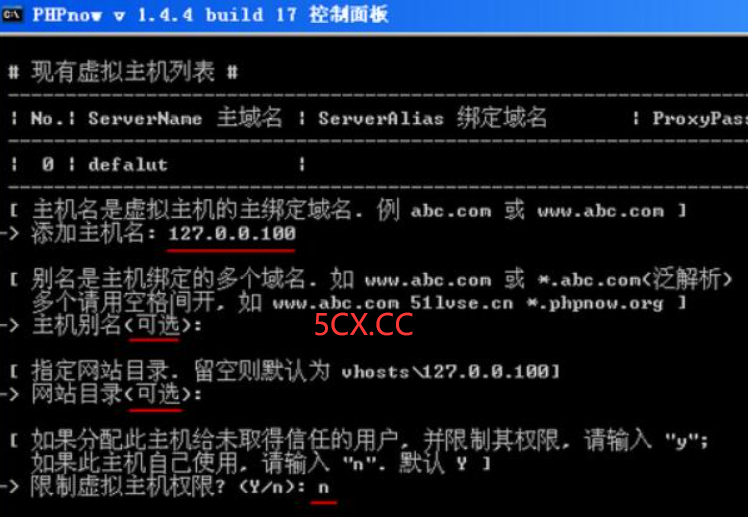 PHPnow v 1.4.4 build 17 控制面板
# 现有虚拟主机列表 #
| No.| ServerName 主域名 | ServerAlias 绑定域名 | ProxyPass
| 0 | defalut |
[ 主机名是虚拟主机的主绑定域名. 例 abc.com 或 www.abc.com ]
-> 添加主机名: 127.0.0.100
[ 别名是主机绑定的多个域名. 如 www.abc.com 或 *.abc.com(泛解析)
多个请用空格间开, 如 www.abc.com 51lvse.cn *.phpnow.org ]
-> 主机别名(可选):
5CX.CC
[ 指定网站目录. 留空则默认为 vhosts\127.0.0.100]
-> 网站目录(可选):
[ 如果分配此主机给未取得信任的用户, 并限制其权限, 请输入 "y";
如果此主机自己使用, 请输入 "n". 默认 Y ]
-> 限制虚拟主机权限? (Y/n): n